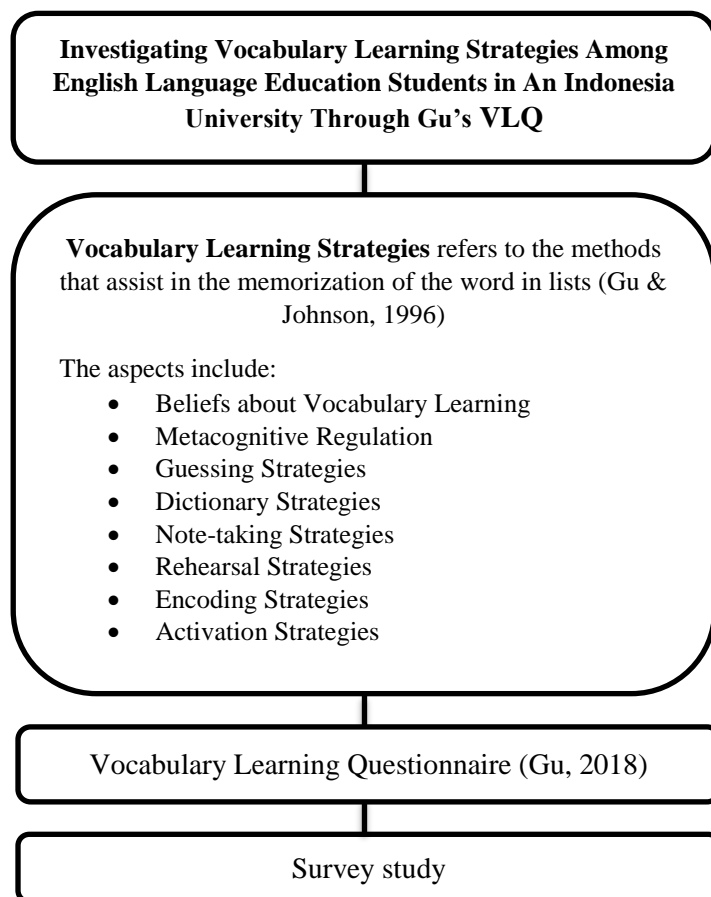 Investigating Vocabulary Learning Strategies Among
English Language Education Students in An Indonesia
University Through Gu’s VLQ
Vocabulary Learning Strategies refers to the methods
that assist in the memorization of the word in lists (Gu &
Johnson, 1996)
The aspects include:
• Beliefs about Vocabulary Learning
• Metacognitive Regulation
• Guessing Strategies
• Dictionary Strategies
• Note-taking Strategies
• Rehearsal Strategies
• Encoding Strategies
• Activation Strategies
Vocabulary Learning Questionnaire (Gu, 2018)
Survey study